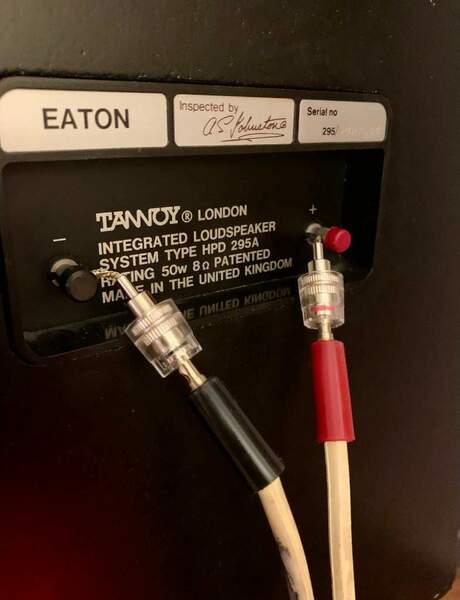 EATON
Inspected by
A.S. Johnstone
Serial no
295/
TANNOY® LONDON
INTEGRATED LOUDSPEAKER
SYSTEM TYPE HPD 295A
RATING 50w 8Ω PATENTED
MADE IN THE UNITED KINGDOM
- +